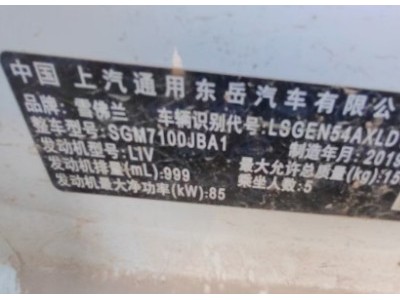 中国 上汽通用东岳汽车有限公
品牌: 雪佛兰 车辆识别代号: LSGEN54AXLD
整车型号: SGM7100JBA1 制造年月: 2019
发动机型号: LIV 最大允许总质量(kg): 15
发动机排量(mL): 999 乘坐人数: 5
发动机最大净功率(kW): 85